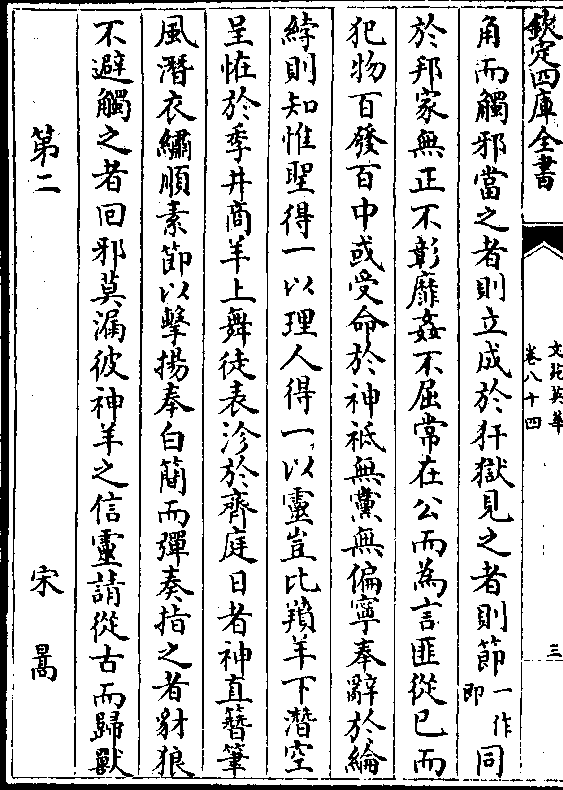 欽定四庫全書
文苑英華
卷八十四
三
角而觸邪當之者則立成於犴獄見之者則節一作即同
於邦家無正不彰靡姦不屈常在公而為言匪從已而
犯物百發百中或受命於神祗無黨無偏寧奉辭於綸
綍則知惟聖得一以理人得一以靈豈比羵羊下潛空
呈恠於季井商羊上舞徒表沴於齊庭日者神直簪筆
風潛衣繡順素節以擊揚奉白簡而彈奏指之者豺狼
不避觸之者回邪莫漏彼神羊之信靈請從古而歸獸
第二 宋暠